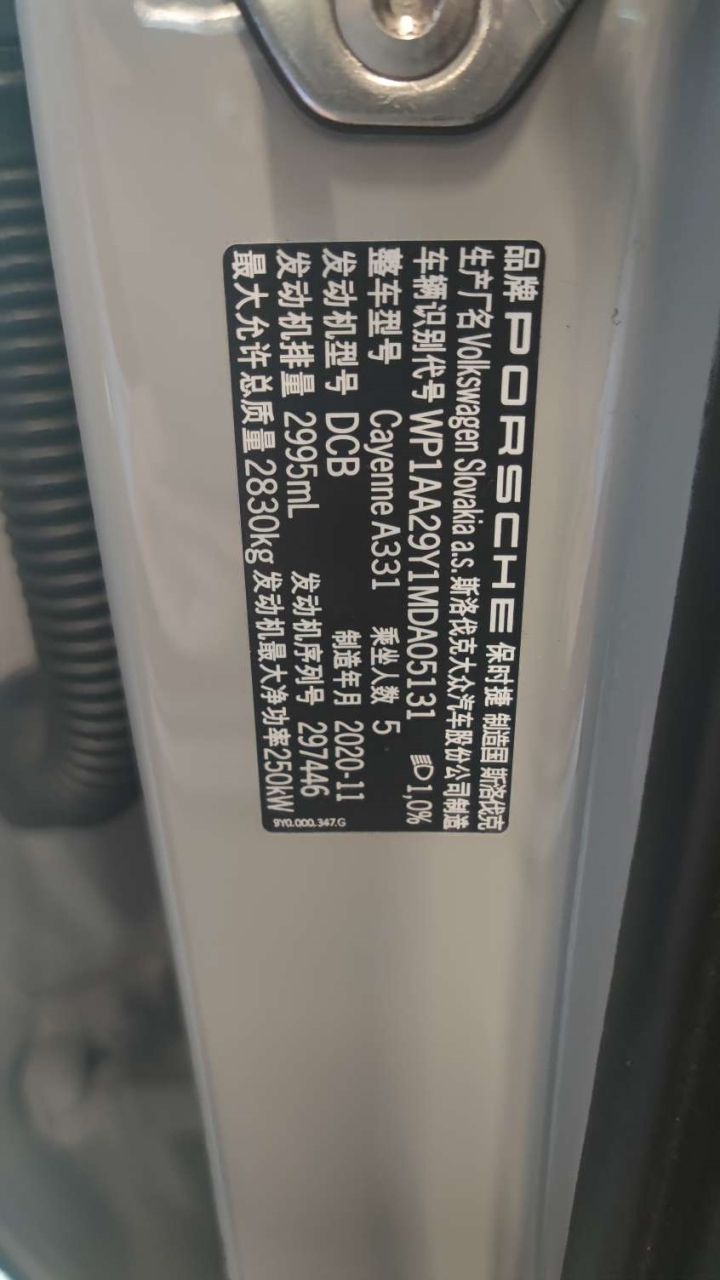 品牌 PORSCHE 保时捷 制造国 斯洛伐克
生产厂名 Volkswagen Slovakia a.s. 斯洛伐克大众汽车股份公司制造
车辆识别代号 WP1AA29Y1MDA05131 1,0%
整车型号 Cayenne A331 乘坐人数 5
发动机型号 DCB 制造年月 2020-11
发动机排量 2995mL 发动机序列号 297446
最大允许总质量 2830kg 发动机最大净功率 250kW
9Y0.000.347.G